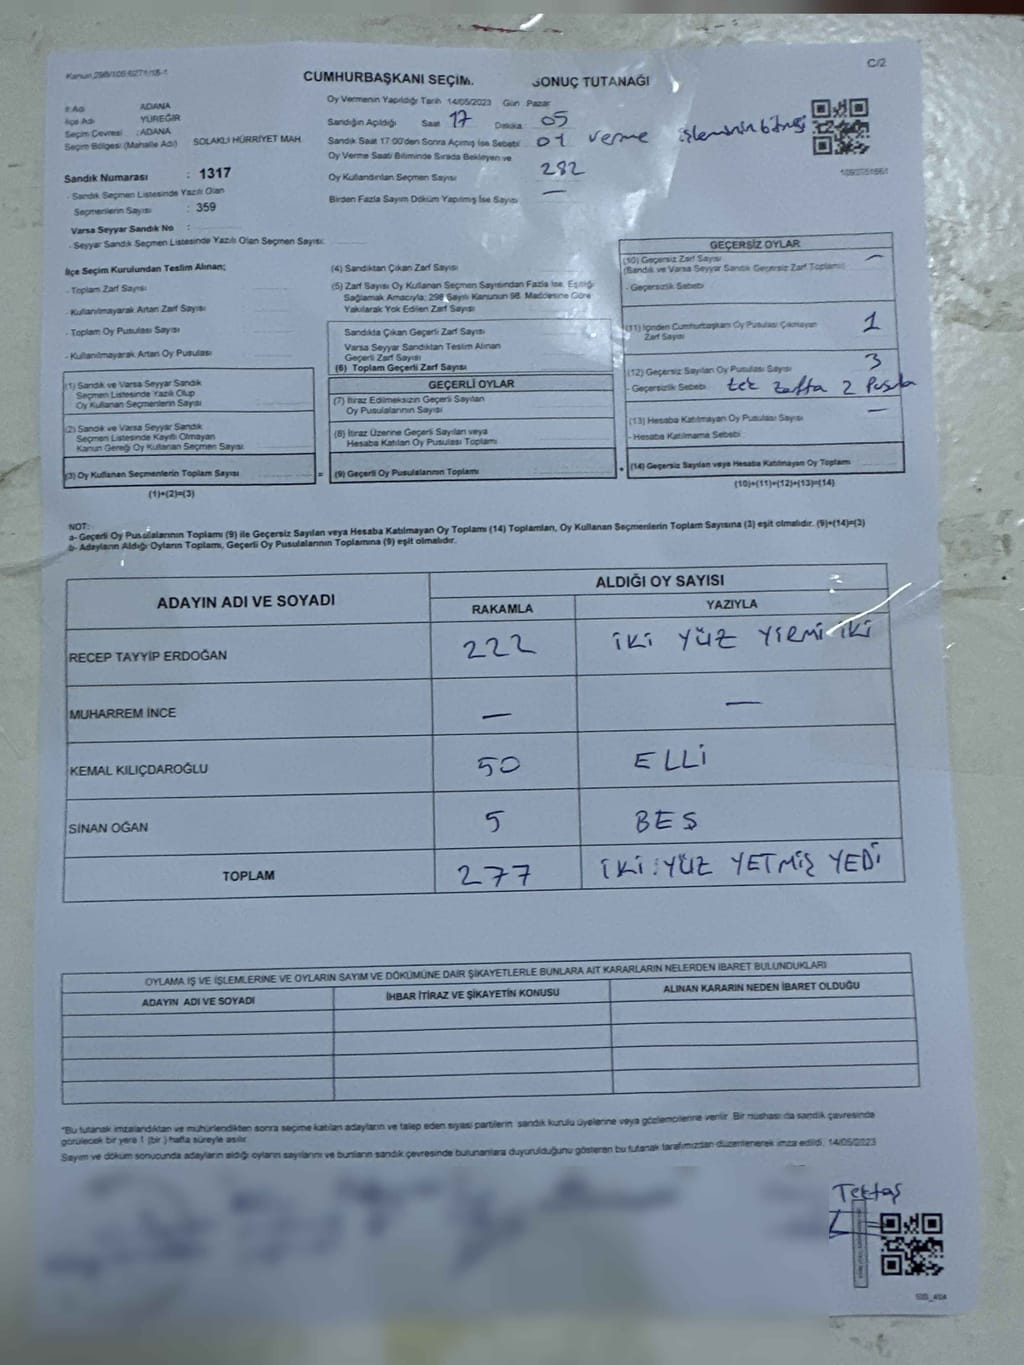 Kanun 298/105 6271/18-1
C/2
CUMHURBAŞKANI SEÇİM. SONUÇ TUTANAĞI
İl Adı ADANA
İlçe Adı YÜREĞİR
Seçim Çevresi : ADANA
Seçim Bölgesi (Mahalle Adı) SOLAKLI HÜRRİYET MAH.
Sandık Numarası : 1317
- Sandık Seçmen Listesinde Yazılı Olan
Seçmenlerin Sayısı : 359
Varsa Seyyar Sandık No :
- Seyyar Sandık Seçmen Listesinde Yazılı Olan Seçmen Sayısı:
Oy Vermenin Yapıldığı Tarih 14/05/2023 Gün Pazar
Sandığın Açıldığı Saat 17 Dakika 05
Sandık Saat 17:00'den Sonra Açılmış İse Sebebi verme işleminin bitmesi
Oy Verme Saati Bitiminde Sırada Bekleyen ve
Oy Kullandırılan Seçmen Sayısı 282
Birden Fazla Sayım Döküm Yapılmış İse Sayısı —
İlçe Seçim Kurulundan Teslim Alınan;
- Toplam Zarf Sayısı
- Kullanılmayarak Artan Zarf Sayısı
- Toplam Oy Pusulası Sayısı
- Kullanılmayarak Artan Oy Pusulası
(1) Sandık ve Varsa Seyyar Sandık
Seçmen Listesinde Yazılı Olup
Oy Kullanan Seçmenlerin Sayısı
(2) Sandık ve Varsa Seyyar Sandık
Seçmen Listesinde Kayıtlı Olmayan
Kanun Gereği Oy Kullanan Seçmen Sayısı
(3) Oy Kullanan Seçmenlerin Toplam Sayısı
(1)+(2)=(3)
(4) Sandıktan Çıkan Zarf Sayısı
(5) Zarf Sayısı Oy Kullanan Seçmen Sayısından Fazla İse, Eşitliği
Sağlamak Amacıyla; 298 Sayılı Kanunun 98. Maddesine Göre
Yakılarak Yok Edilen Zarf Sayısı
Sandıkta Çıkan Geçerli Zarf Sayısı
Varsa Seyyar Sandıktan Teslim Alınan
Geçerli Zarf Sayısı
(6) Toplam Geçerli Zarf Sayısı
GEÇERLİ OYLAR
(7) İtiraz Edilmeksizin Geçerli Sayılan
Oy Pusulalarının Sayısı
(8) İtiraz Üzerine Geçerli Sayılan veya
Hesaba Katılan Oy Pusulası Toplamı
= (9) Geçerli Oy Pusulalarının Toplamı
GEÇERSİZ OYLAR
(10) Geçersiz Zarf Sayısı —
(Sandık ve Varsa Seyyar Sandık Geçersiz Zarf Toplamı)
- Geçersizlik Sebebi
(11) İçinden Cumhurbaşkanı Oy Pusulası Çıkmayan 1
Zarf Sayısı
(12) Geçersiz Sayılan Oy Pusulası Sayısı 3
- Geçersizlik Sebebi tek zafta 2 Pusula
(13) Hesaba Katılmayan Oy Pusulası Sayısı —
- Hesaba Katılmama Sebebi
+ (14) Geçersiz Sayılan veya Hesaba Katılmayan Oy Toplamı
(10)+(11)+(12)+(13)=(14)
NOT:
a- Geçerli Oy Pusulalarının Toplamı (9) ile Geçersiz Sayılan veya Hesaba Katılmayan Oy Toplamı (14) Toplamları, Oy Kullanan Seçmenlerin Toplam Sayısına (3) eşit olmalıdır. (9)+(14)=(3)
b- Adayların Aldığı Oyların Toplamı, Geçerli Oy Pusulalarının Toplamına (9) eşit olmalıdır.
ADAYIN ADI VE SOYADI ALDIĞI OY SAYISI
RAKAMLA YAZIYLA
RECEP TAYYİP ERDOĞAN 222 İKİ YÜZ YİRMİ İKİ
MUHARREM İNCE — —
KEMAL KILIÇDAROĞLU 50 ELLİ
SİNAN OĞAN 5 BEŞ
TOPLAM 277 İKİ YÜZ YETMİŞ YEDİ
OYLAMA İŞ VE İŞLEMLERİNE VE OYLARIN SAYIM VE DÖKÜMÜNE DAİR ŞİKAYETLERLE BUNLARA AİT KARARLARIN NELERDEN İBARET BULUNDUKLARI
ADAYIN ADI VE SOYADI İHBAR İTİRAZ VE ŞİKAYETİN KONUSU ALINAN KARARIN NEDEN İBARET OLDUĞU
"Bu tutanak imzalandıktan ve mühürlendikten sonra seçime katılan adayların ve talep eden siyasi partilerin sandık kurulu üyelerine veya gözlemcilerine verilir. Bir nüshası da sandık çevresinde
görülecek bir yere 1 (bir) hafta süreyle asılır.
Sayım ve döküm sonucunda adayların aldığı oyların sayılarını ve bunların sandık çevresinde bulunanlara duyurulduğunu gösteren bu tutanak tarafımızdan düzenlenerek imza edildi. 14/05/2023
Tektaş